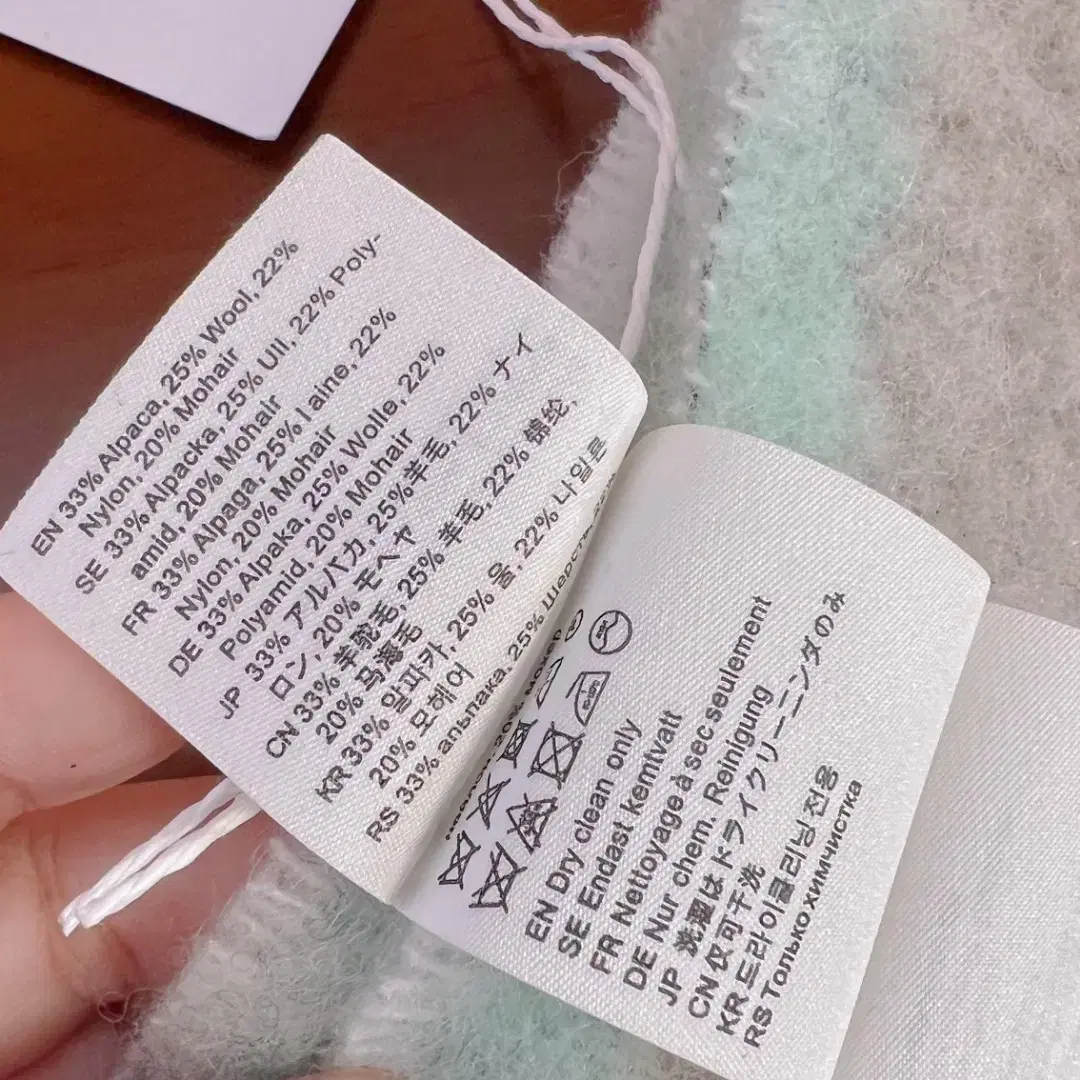 EN 33% Alpaca, 25% Wool, 22%
Nylon, 20% Mohair
SE 33% Alpacka, 25% Ull, 22% Poly-
amid, 20% Mohair
FR 33% Alpaga, 25% Laine, 22%
Nylon, 20% Mohair
DE 33% Alpaka, 25% Wolle, 22%
Polyamid, 20% Mohair
JP 33% アルパカ, 25%羊毛, 22% ナイ
ロン, 20% モヘヤ
CN 33% 羊驼毛, 25% 羊毛, 22% 锦纶,
20% 马海毛
KR 33% 알파카, 25% 울, 22% 나일론
20% 모헤어
RS 33% альпака, 25% Шерсть
20% мохер
EN Dry clean only
SE Endast kemtvätt
FR Nettoyage à sec seulement
DE Nur chem. Reinigung
JP はドライクリーニングのみ
CN 仅可干洗
KR 드라이클리닝 전용
RS Только химчистка